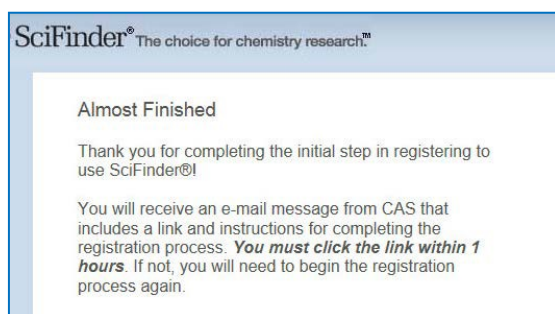 SciFinder® The choice for chemistry research.™
Almost Finished
Thank you for completing the initial step in registering to
use SciFinder®!
You will receive an e-mail message from CAS that
includes a link and instructions for completing the
registration process. You must click the link within 1
hours. If not, you will need to begin the registration
process again.